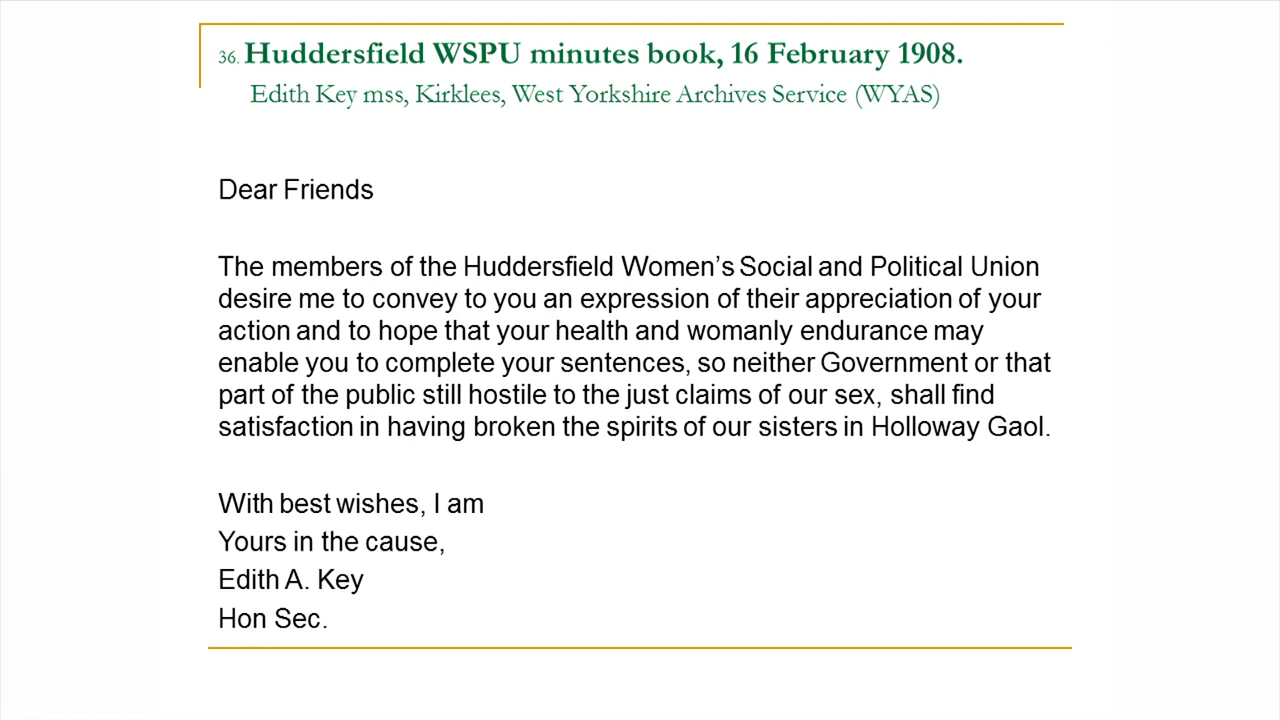 36. Huddersfield WSPU minutes book, 16 February 1908.
Edith Key mss, Kirklees, West Yorkshire Archives Service (WYAS)
Dear Friends
The members of the Huddersfield Women’s Social and Political Union
desire me to convey to you an expression of their appreciation of your
action and to hope that your health and womanly endurance may
enable you to complete your sentences, so neither Government or that
part of the public still hostile to the just claims of our sex, shall find
satisfaction in having broken the spirits of our sisters in Holloway Gaol.
With best wishes, I am
Yours in the cause,
Edith A. Key
Hon Sec.